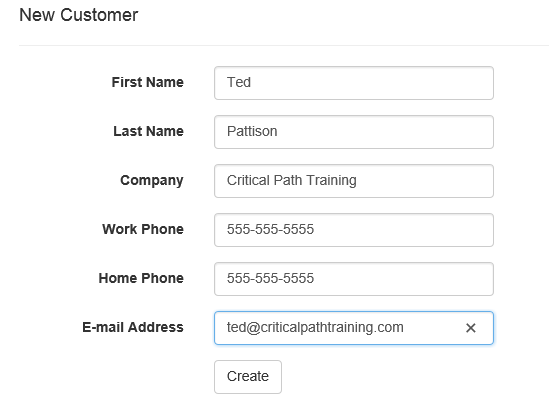 New Customer
First Name Ted
Last Name Pattison
Company Critical Path Training
Work Phone 555-555-5555
Home Phone 555-555-5555
E-mail Address ted@criticalpathtraining.com ×
Create